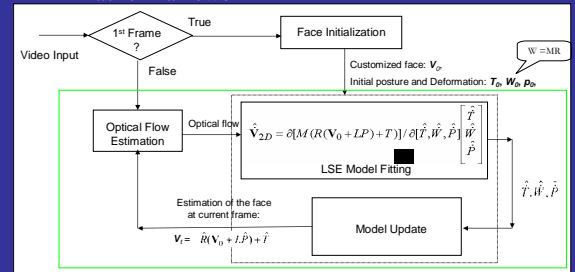 True
1st Frame
?
Face Initialization
W =MR
Video Input
Customized face: V₀,
Initial posture and Deformation: T₀, W₀, p₀,
False
Optical Flow
Estimation
Optical flow
V̂₂D = ∂[M(R(V₀ + LP) + T)] / ∂[T̂, Ŵ, P̂] [T̂ Ŵ P̂]
LSE Model Fitting
T̂, Ŵ, P̂
Estimation of the face
at current frame:
Vₜ = R̂(V₀ + LP̂) + T̂
Model Update